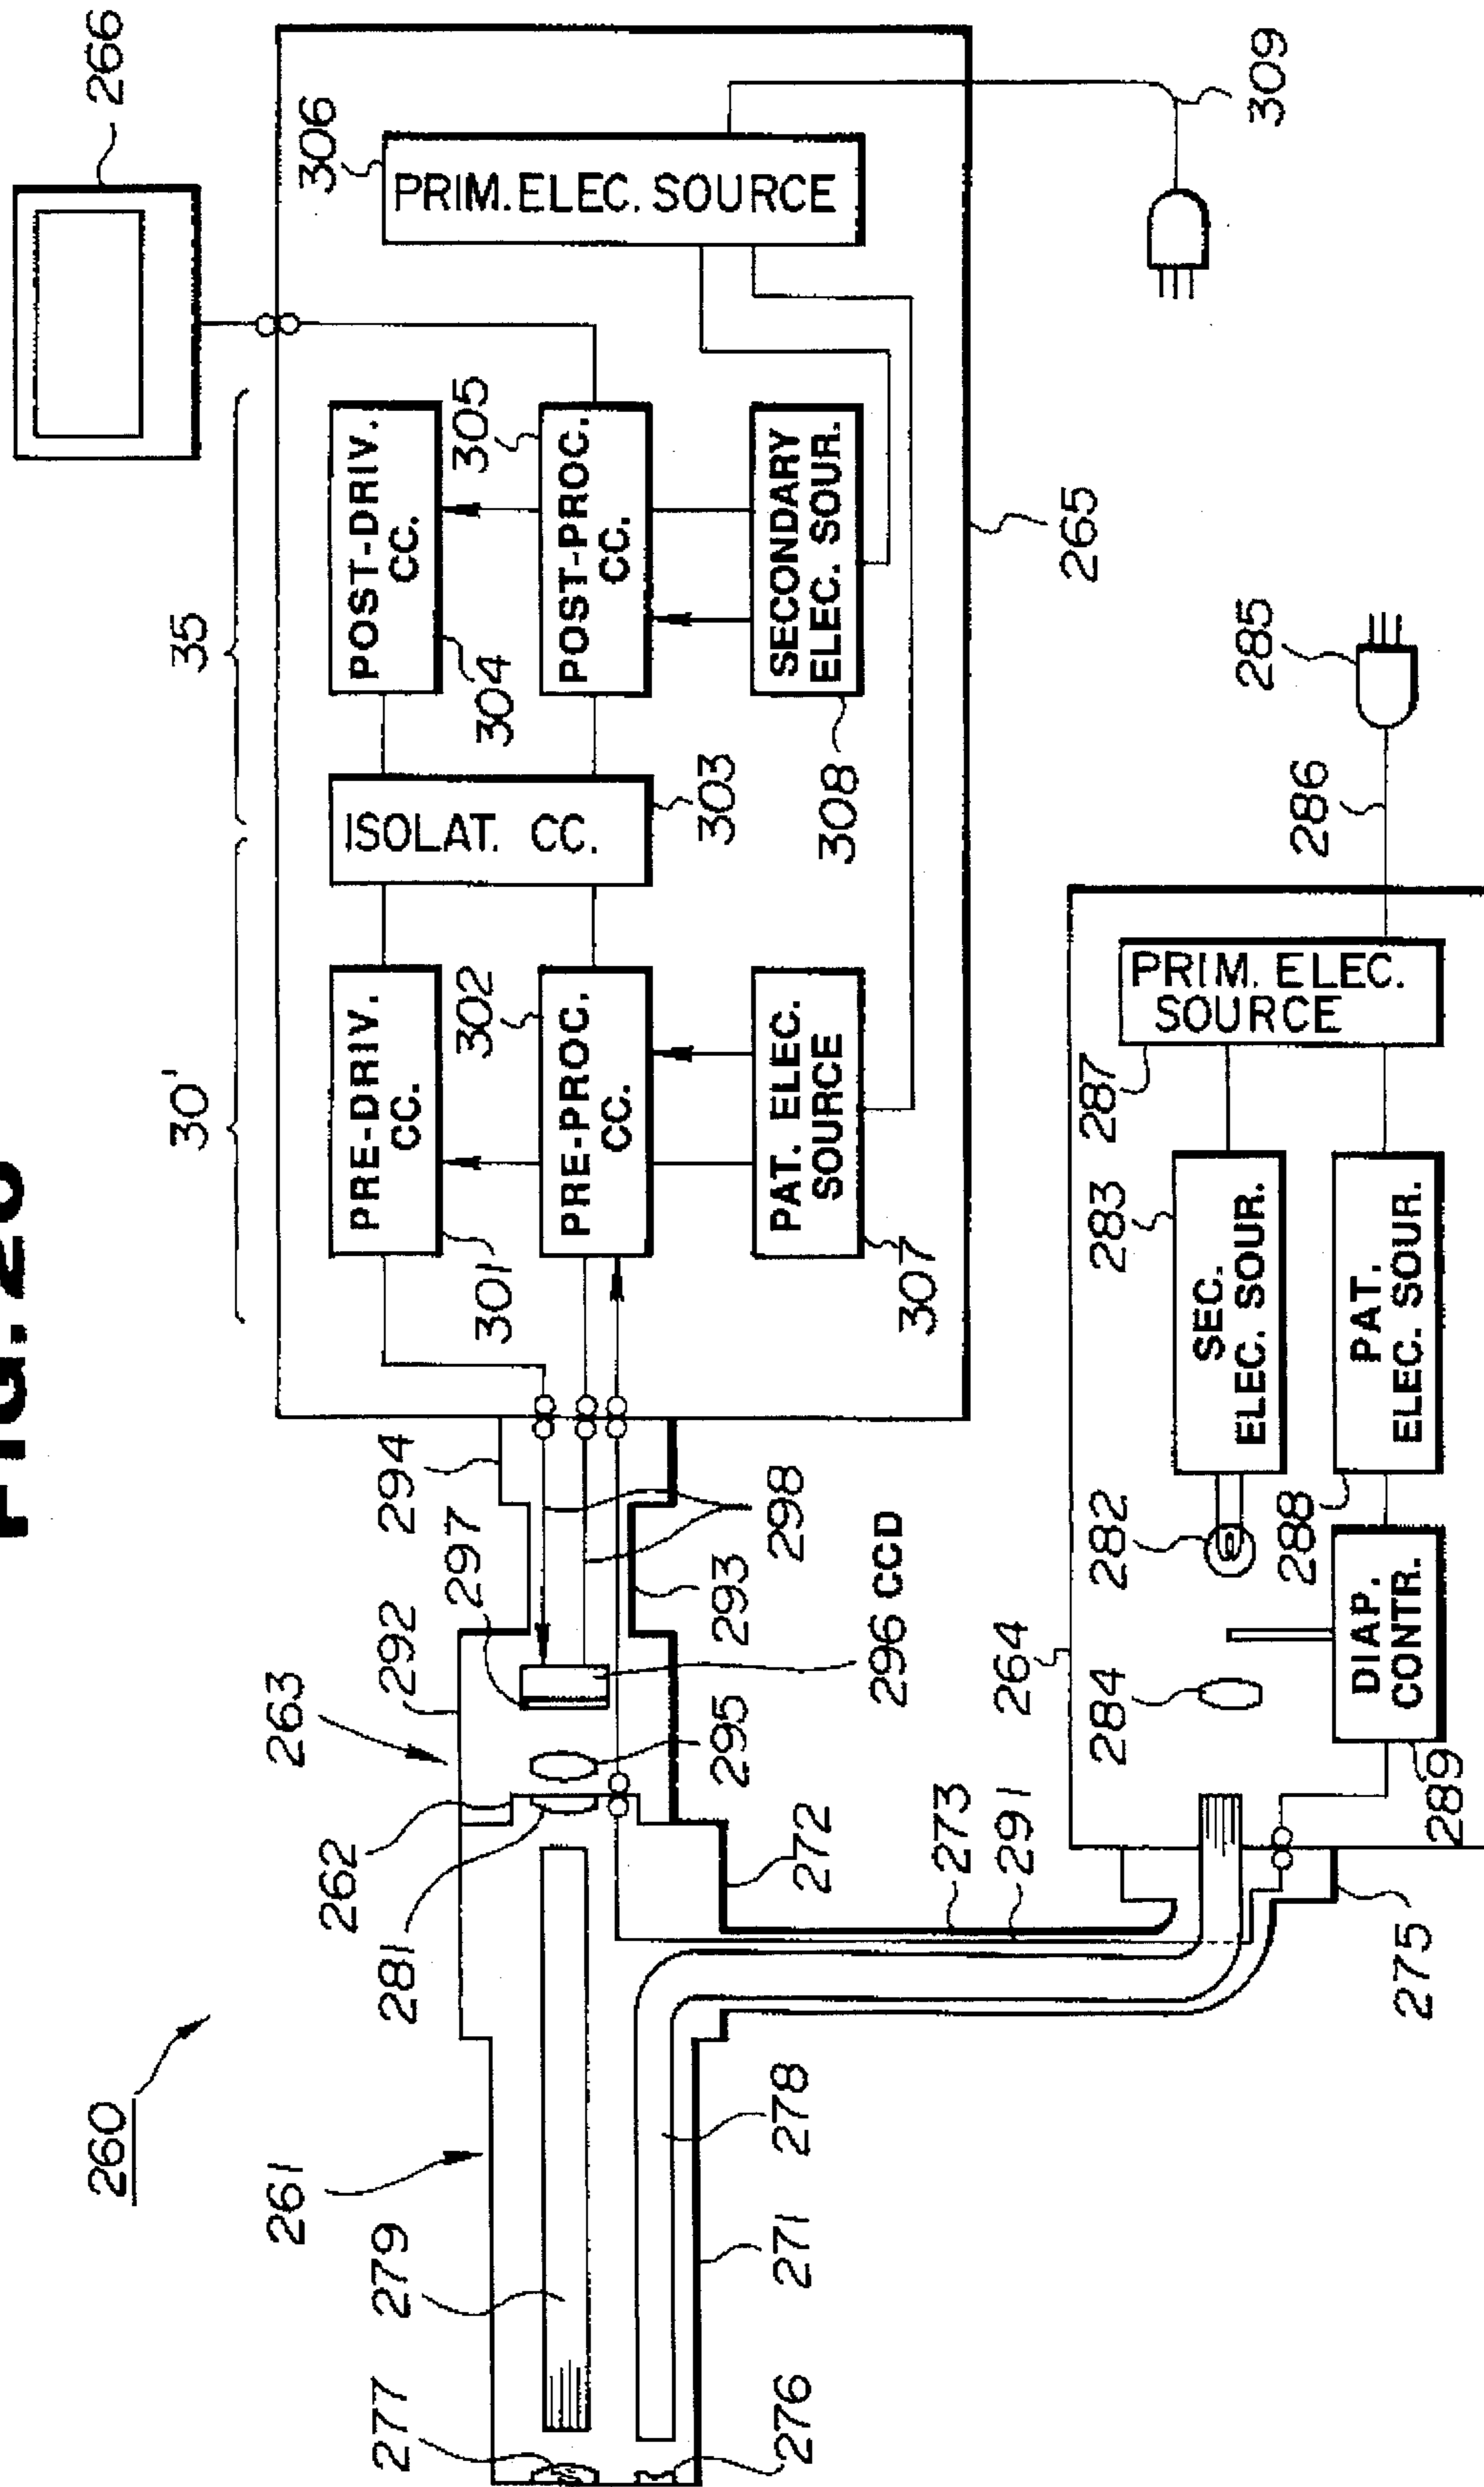 FIG. 26
260
261
262
263
264
265
266
271
272
273
275
276
277
278
279
281
282
283
284
285
286
287
288
289
291
292
293
294
295
296 CCD
297
298
30'
35
301
302
303
304
305
306
307
308
309
PRE-DRIV.
CC.
PRE-PROC.
CC.
PAT. ELEC.
SOURCE
ISOLAT. CC.
POST-DRIV.
CC.
POST-PROC.
CC.
SECONDARY
ELEC. SOUR.
PRIM. ELEC. SOURCE
PRIM. ELEC.
SOURCE
SEC.
ELEC. SOUR.
PAT.
ELEC. SOUR.
DIAP.
CONTR.